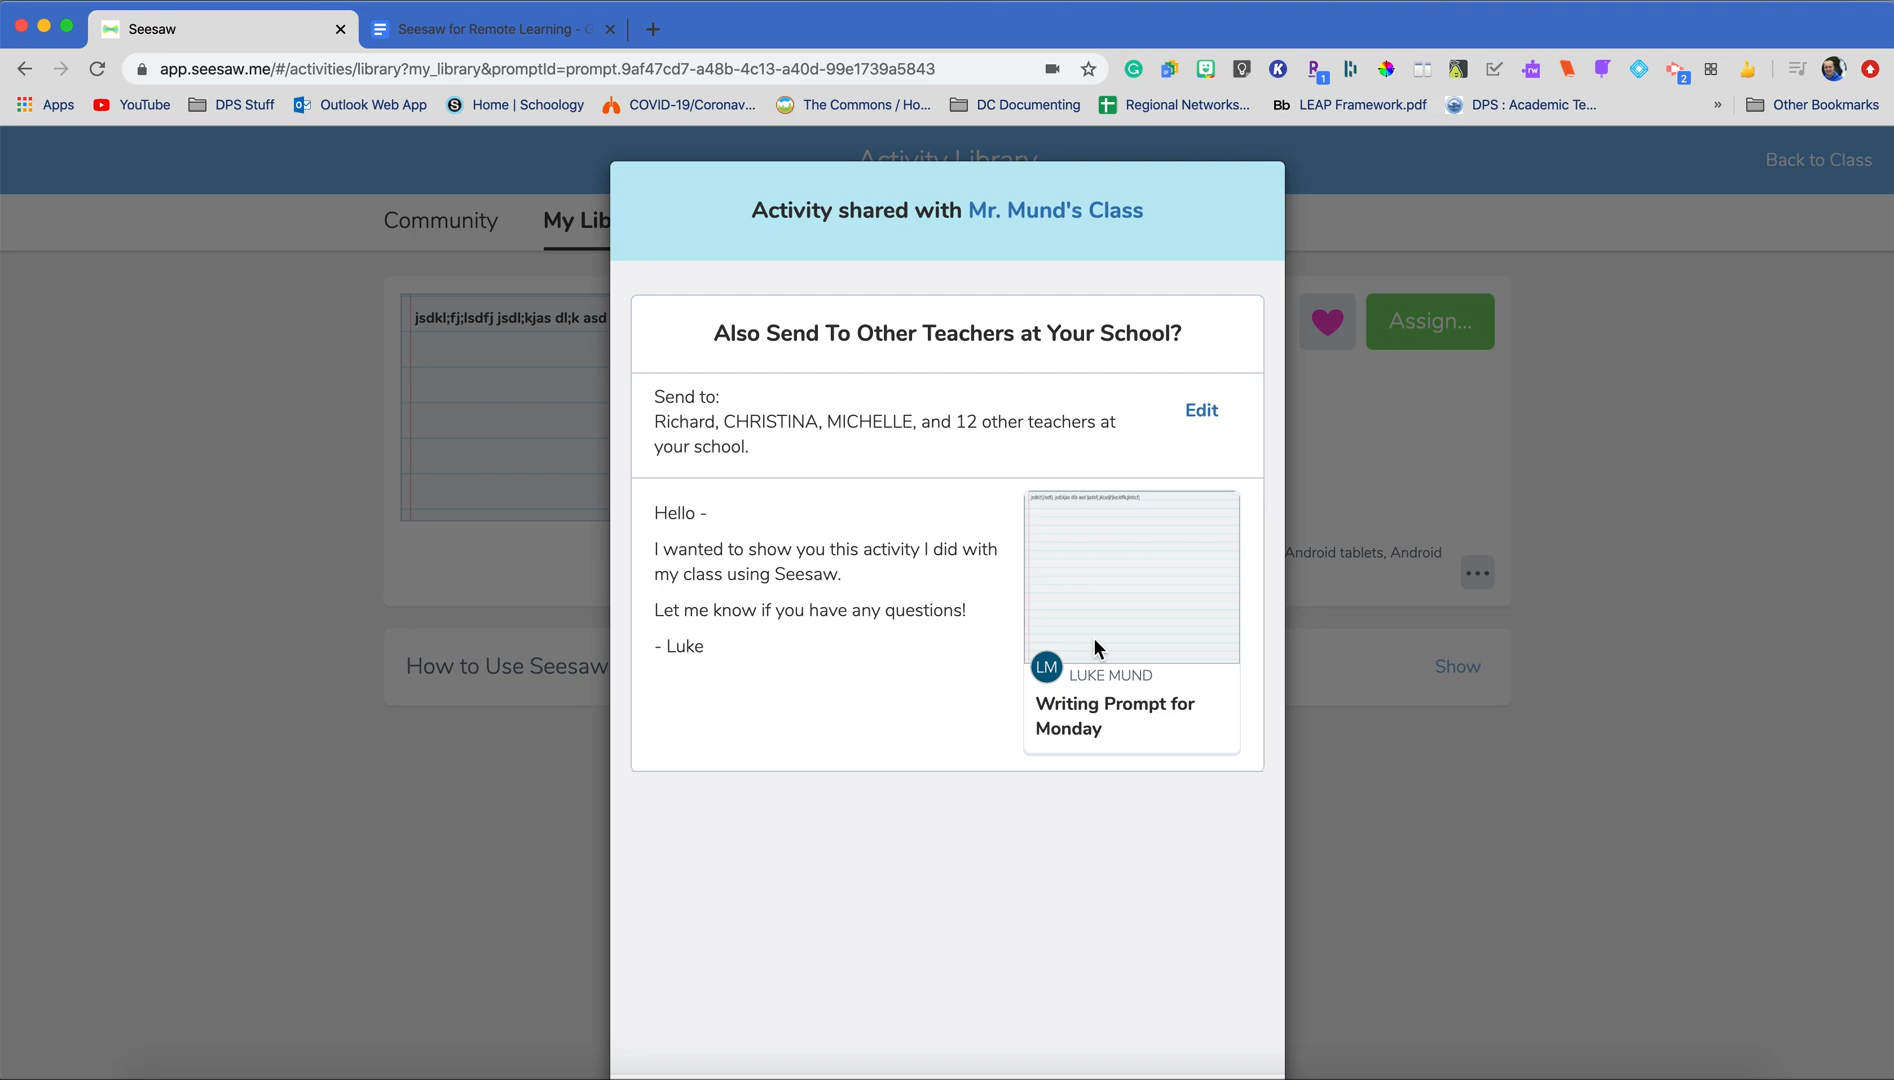 Seesaw
Seesaw for Remote Learning - G
app.seesaw.me/#/activities/library?my_library&promptId=prompt.9af47cd7-a48b-4c13-a40d-99e1739a5843
Apps
YouTube
DPS Stuff
Outlook Web App
Home | Schoology
COVID-19/Coronav...
The Commons / Ho...
DC Documenting
Regional Networks...
Bb LEAP Framework.pdf
DPS : Academic Te...
» Other Bookmarks
Activity Library
Back to Class
Community
My Lib
Activity shared with Mr. Mund's Class
jsdkl;fj;lsdfj jsdl;kjas dl;k asd
Assign...
Also Send To Other Teachers at Your School?
Send to:
Richard, CHRISTINA, MICHELLE, and 12 other teachers at
your school.
Edit
Hello -
I wanted to show you this activity I did with
my class using Seesaw.
Let me know if you have any questions!
- Luke
LM LUKE MUND
Writing Prompt for
Monday
Android tablets, Android
How to Use Seesaw
Show